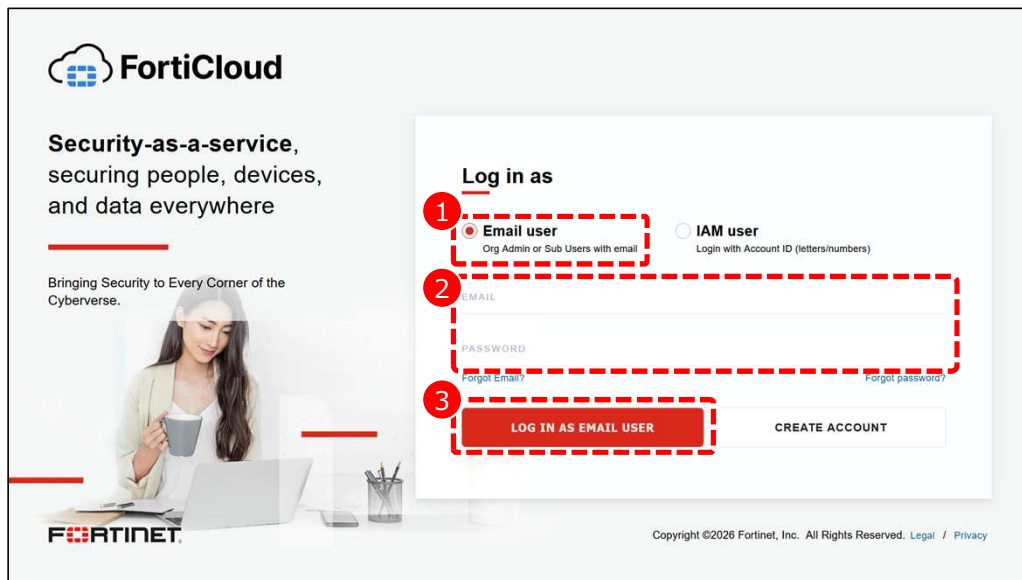 FortiCloud
Security-as-a-service,
securing people, devices,
and data everywhere
Bringing Security to Every Corner of the
Cyberverse.
FORTINET
Log in as
1
Email user
Org Admin or Sub Users with email
IAM user
Login with Account ID (letters/numbers)
2
EMAIL
PASSWORD
Forgot Email?
Forgot password?
3
LOG IN AS EMAIL USER
CREATE ACCOUNT
Copyright ©2026 Fortinet, Inc. All Rights Reserved. Legal / Privacy